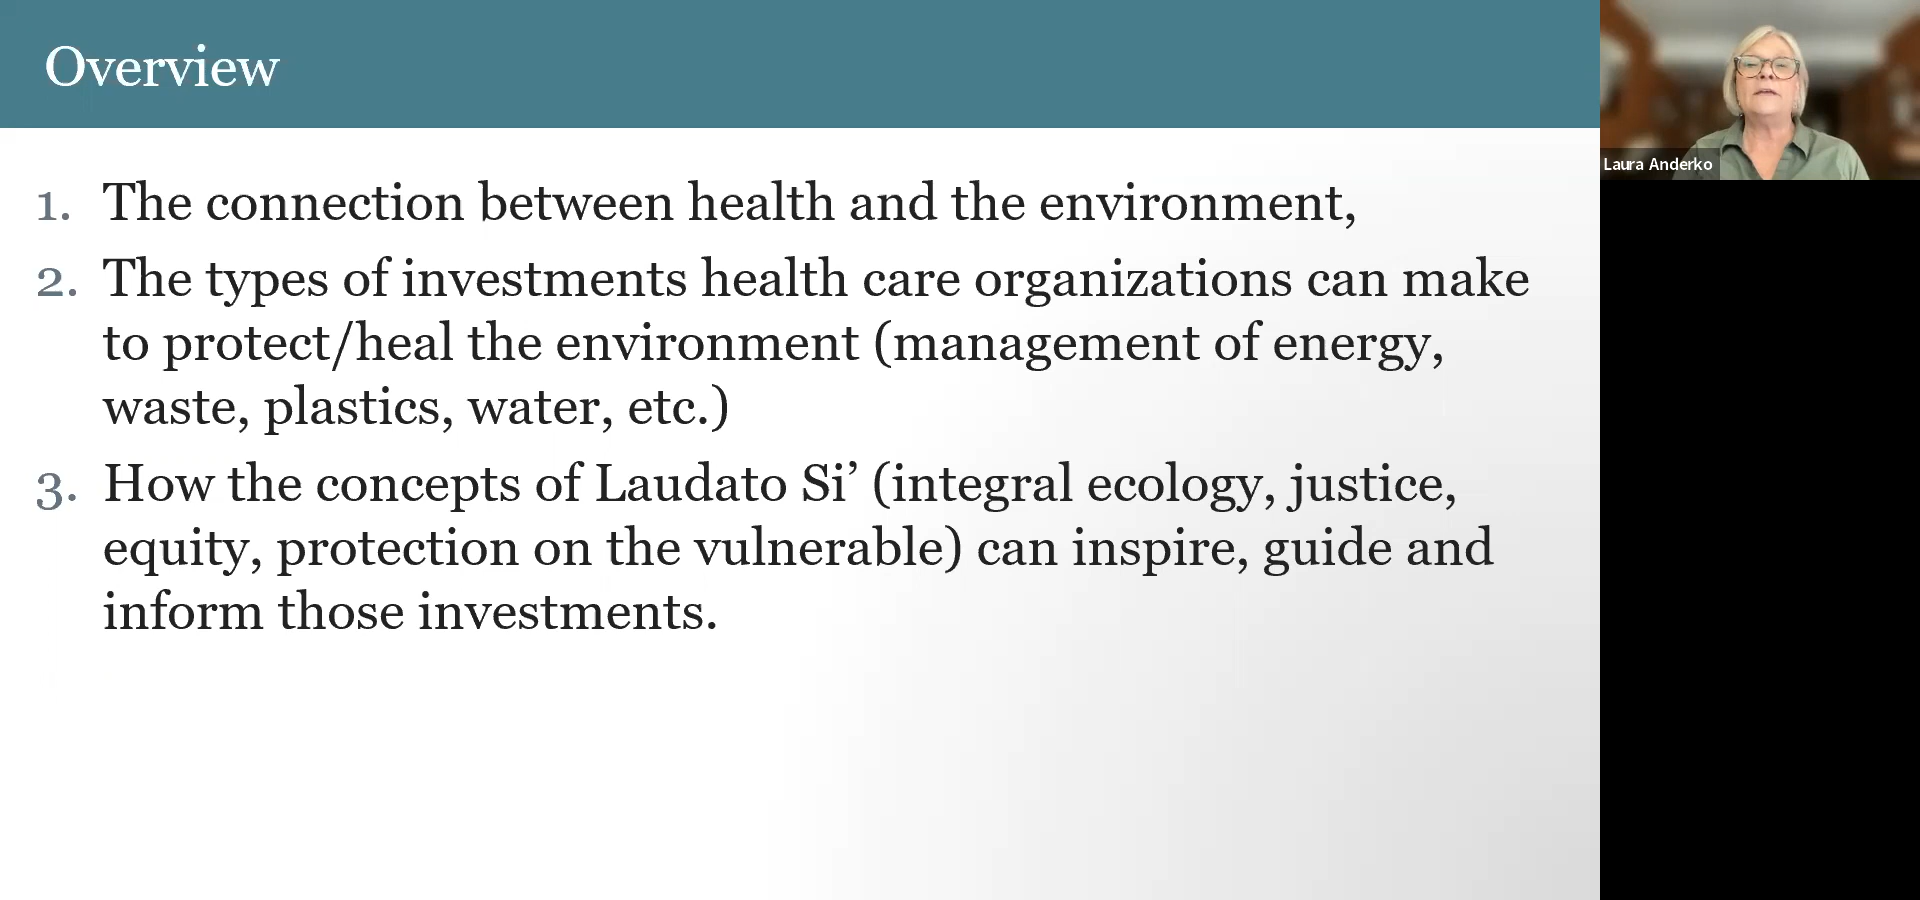 Overview
1. The connection between health and the environment,
2. The types of investments health care organizations can make
to protect/heal the environment (management of energy,
waste, plastics, water, etc.)
3. How the concepts of Laudato Si’ (integral ecology, justice,
equity, protection on the vulnerable) can inspire, guide and
inform those investments.
Laura Anderko